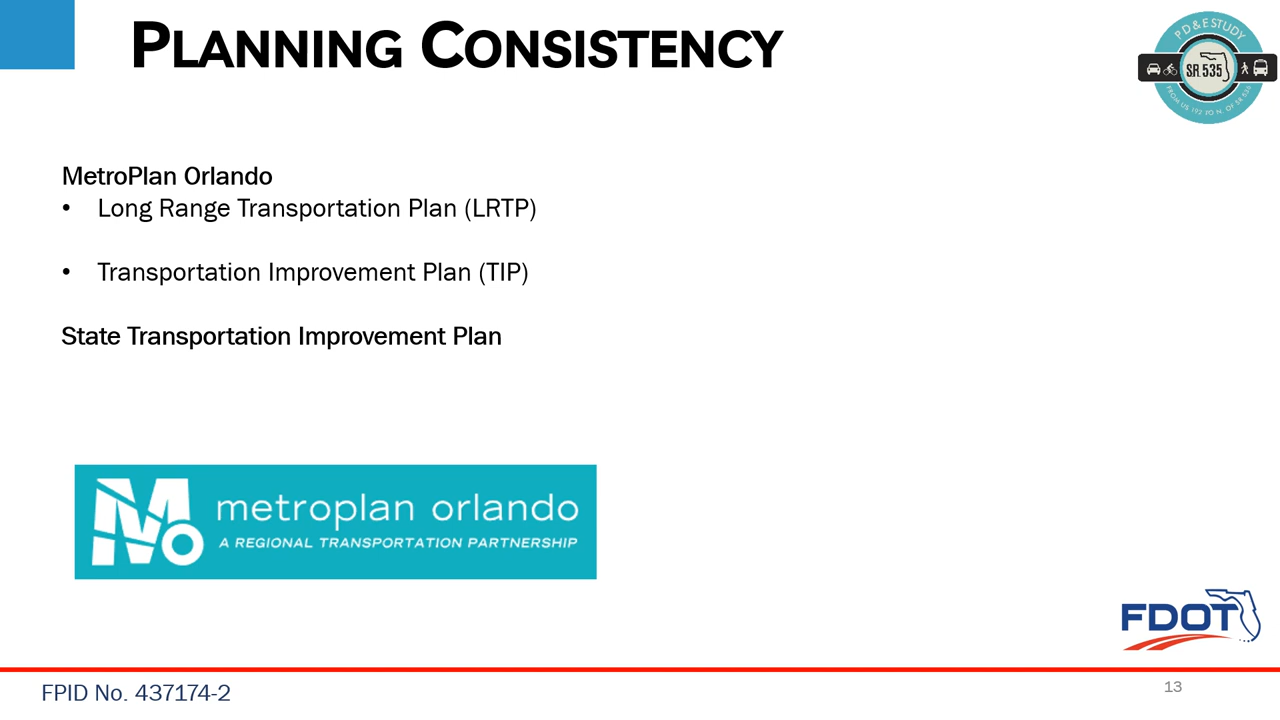 PLANNING CONSISTENCY
PD&E STUDY
SR 535
FROM US 192 TO N. OF SR 536
MetroPlan Orlando
• Long Range Transportation Plan (LRTP)
• Transportation Improvement Plan (TIP)
State Transportation Improvement Plan
Mo
metroplan orlando
A REGIONAL TRANSPORTATION PARTNERSHIP
FDOT
FPID No. 437174-2
13